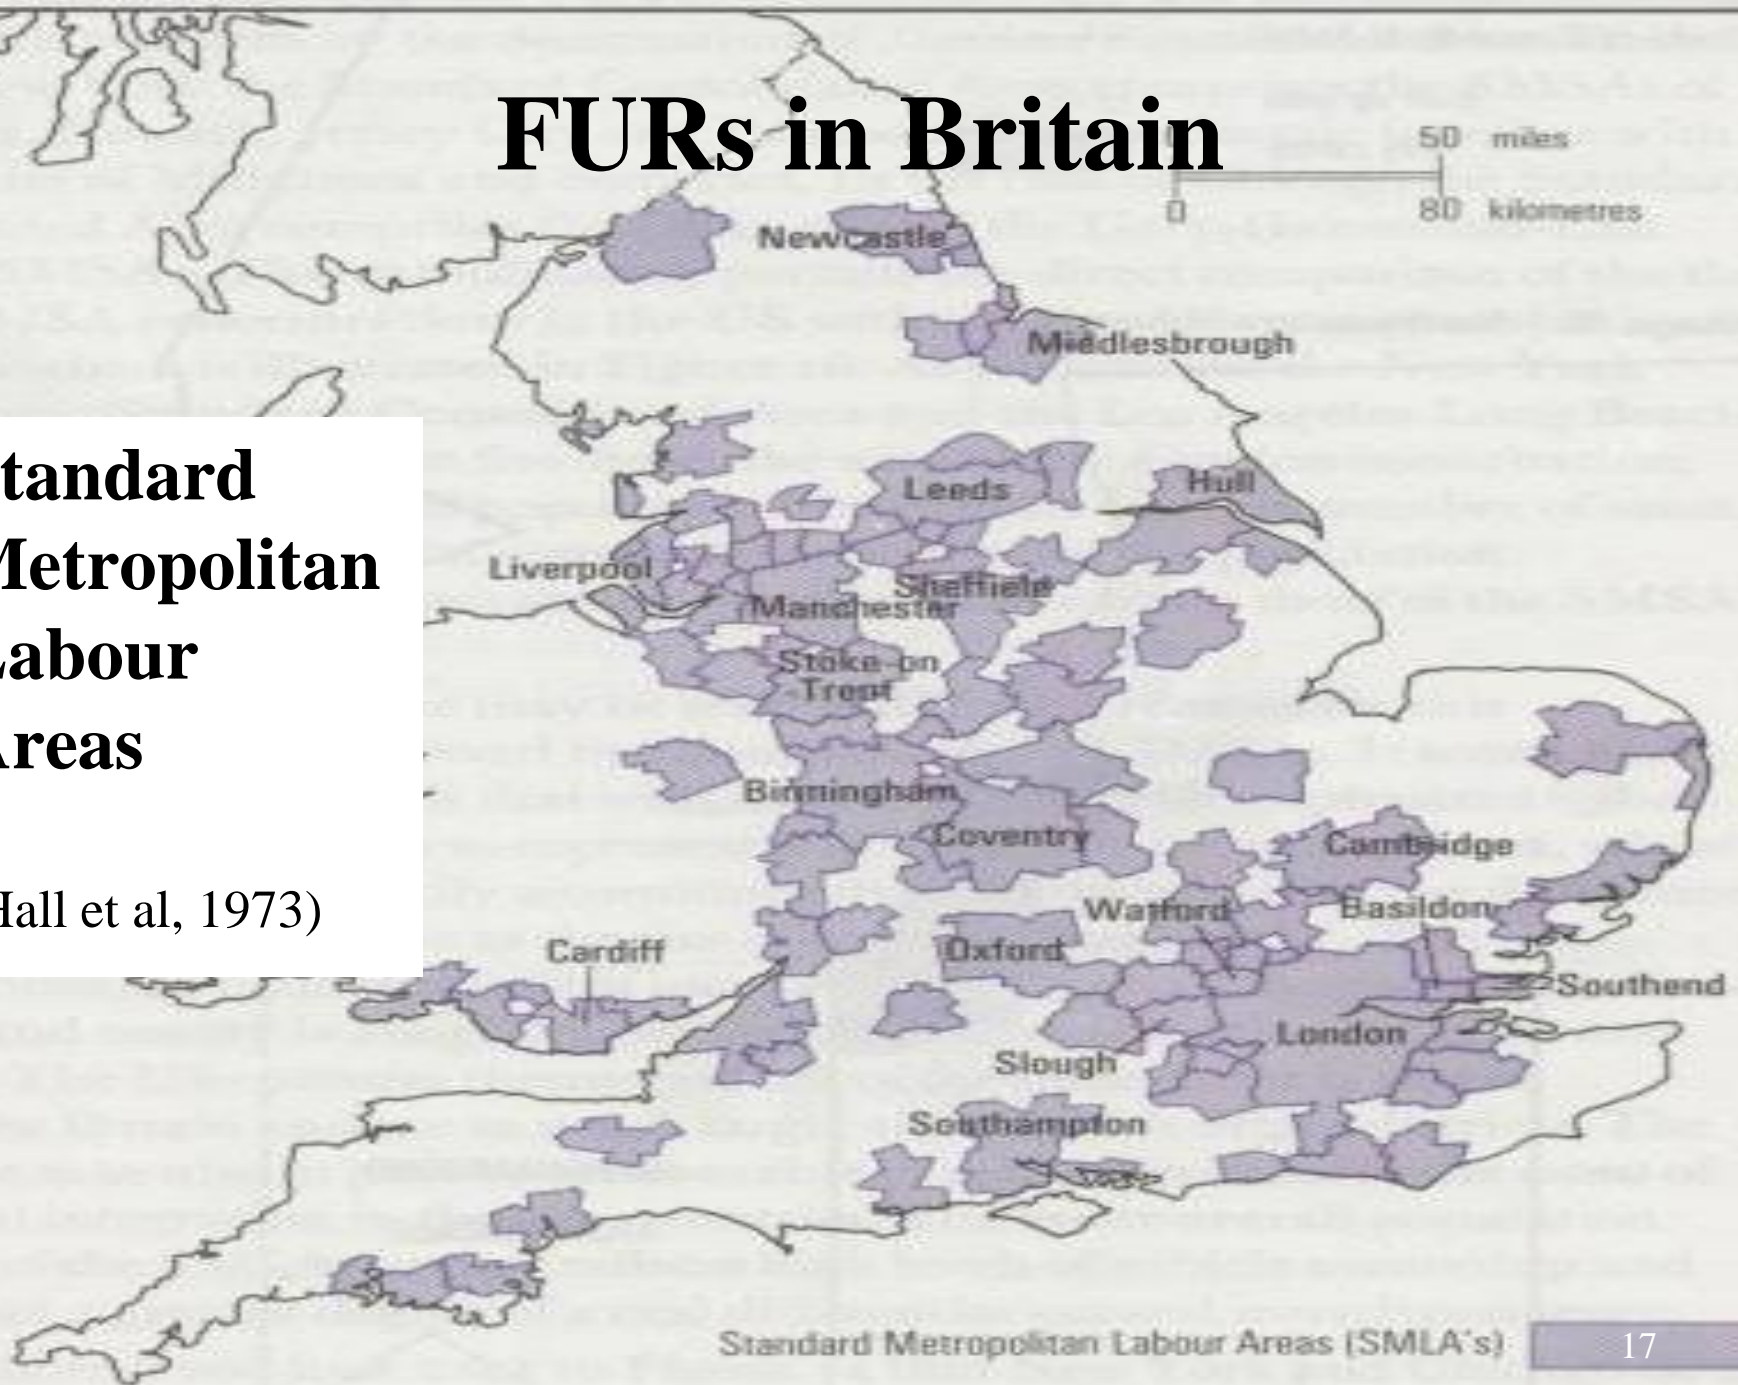 FURs in Britain
50 miles
0
80 kilometres
Newcastle
Middlesbrough
tandard
Leeds
Hull
etropolitan
Liverpool
Sheffield
Manchester
abour
Stoke-on
Trent
reas
Birmingham
Coventry
Cambridge
Hall et al, 1973)
Watford
Basildon
Cardiff
Oxford
Southend
London
Slough
Southampton
Standard Metropolitan Labour Areas (SMLA's)
17